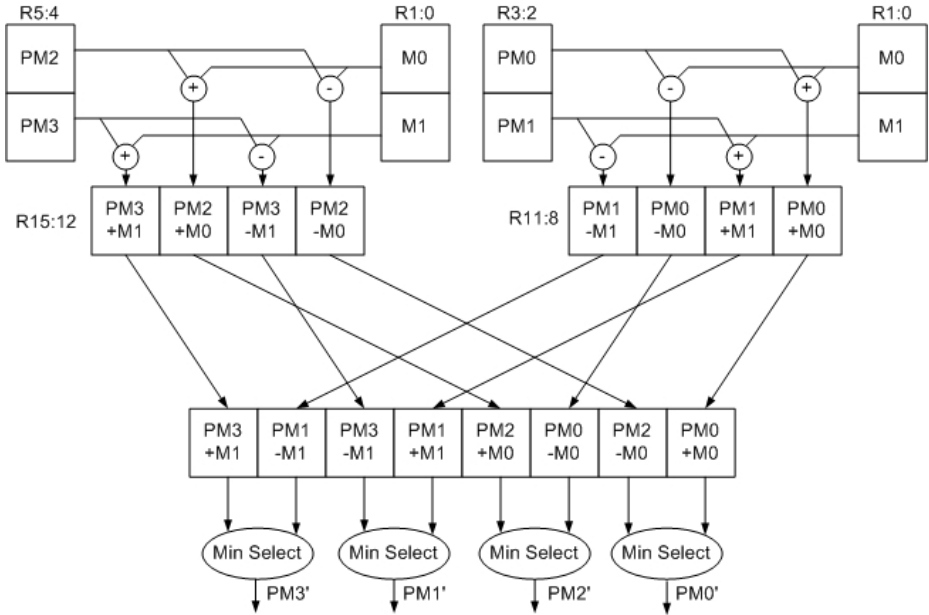 R5:4
R1:0
R3:2
R1:0
PM2
M0
PM0
M0
+
-
-
+
PM3
M1
PM1
M1
+
-
-
+
R15:12
PM3
+M1
PM2
+M0
PM3
-M1
PM2
-M0
R11:8
PM1
-M1
PM0
-M0
PM1
+M1
PM0
+M0
PM3
+M1
PM1
-M1
PM3
-M1
PM1
+M1
PM2
+M0
PM0
-M0
PM2
-M0
PM0
+M0
Min Select
Min Select
Min Select
Min Select
PM3'
PM1'
PM2'
PM0'